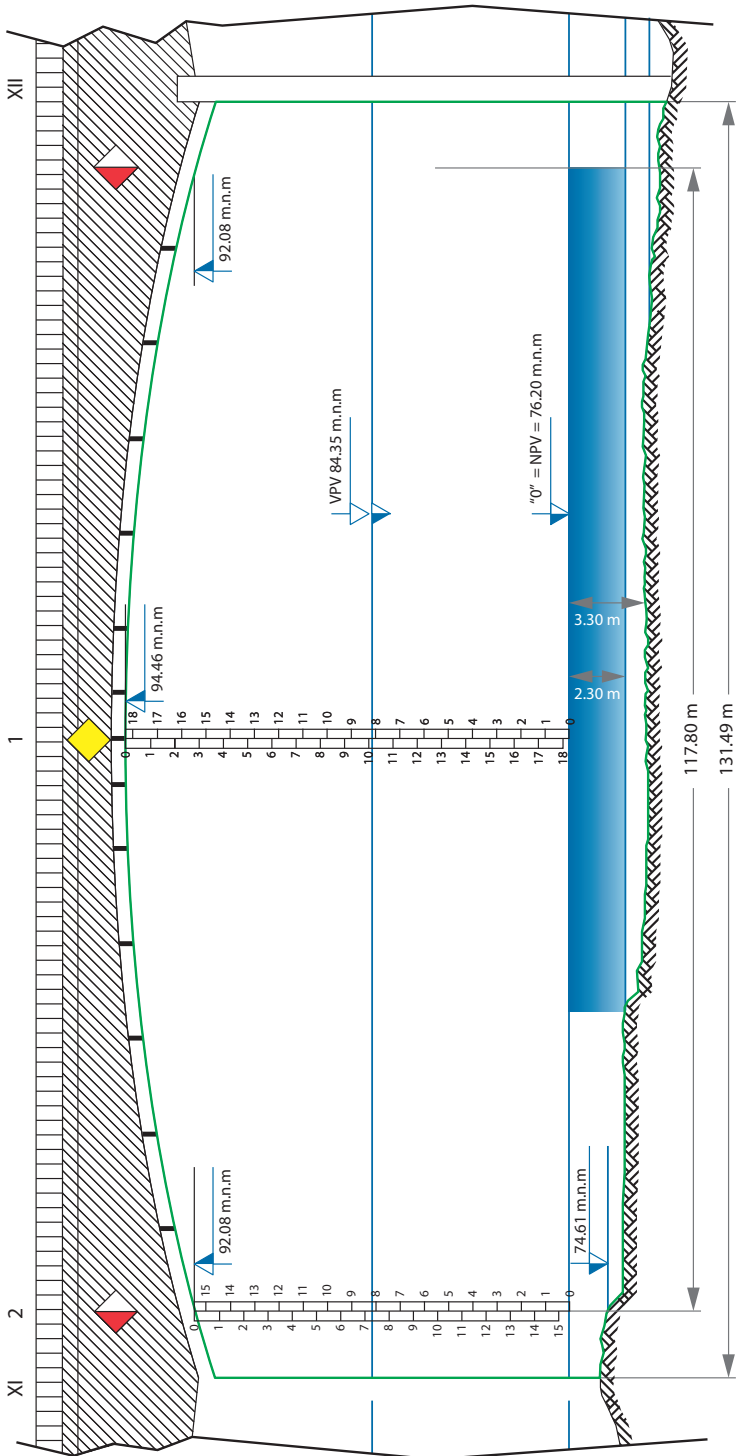 XI 2 1 XII
94.46 m.n.m
92.08 m.n.m
92.08 m.n.m
0 1 2 3 4 5 6 7 8 9 10 11 12 13 14 15 16 17 18
18 17 16 15 14 13 12 11 10 9 8 7 6 5 4 3 2 1 0
0 1 2 3 4 5 6 7 8 9 10 11 12 13 14 15
15 14 13 12 11 10 9 8 7 6 5 4 3 2 1 0
VPV 84.35 m.n.m
"0" = NPV = 76.20 m.n.m
74.61 m.n.m
2.30 m
3.30 m
117.80 m
131.49 m